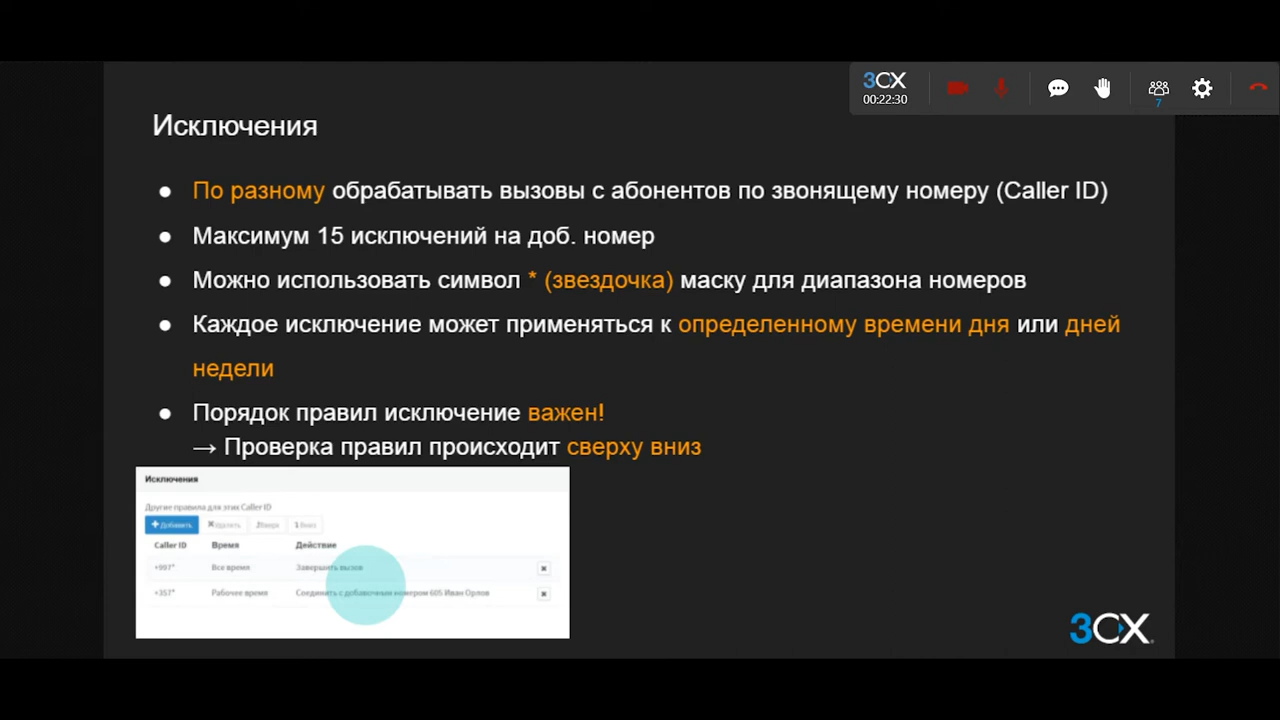 3CX
00:22:30
7
Исключения
● По разному обрабатывать вызовы с абонентов по звонящему номеру (Caller ID)
● Максимум 15 исключений на доб. номер
● Можно использовать символ * (звездочка) маску для диапазона номеров
● Каждое исключение может применяться к определенному времени дня или дней
недели
● Порядок правил исключение важен!
→ Проверка правил происходит сверху вниз
Исключения
Другие правила для этих Caller ID
Добавить Удалить Вверх Вниз
Caller ID Время Действие
Все время Завершить вызов
+357* Рабочее время Соединить с добавочным номером 605 Иван Орлов
3CX